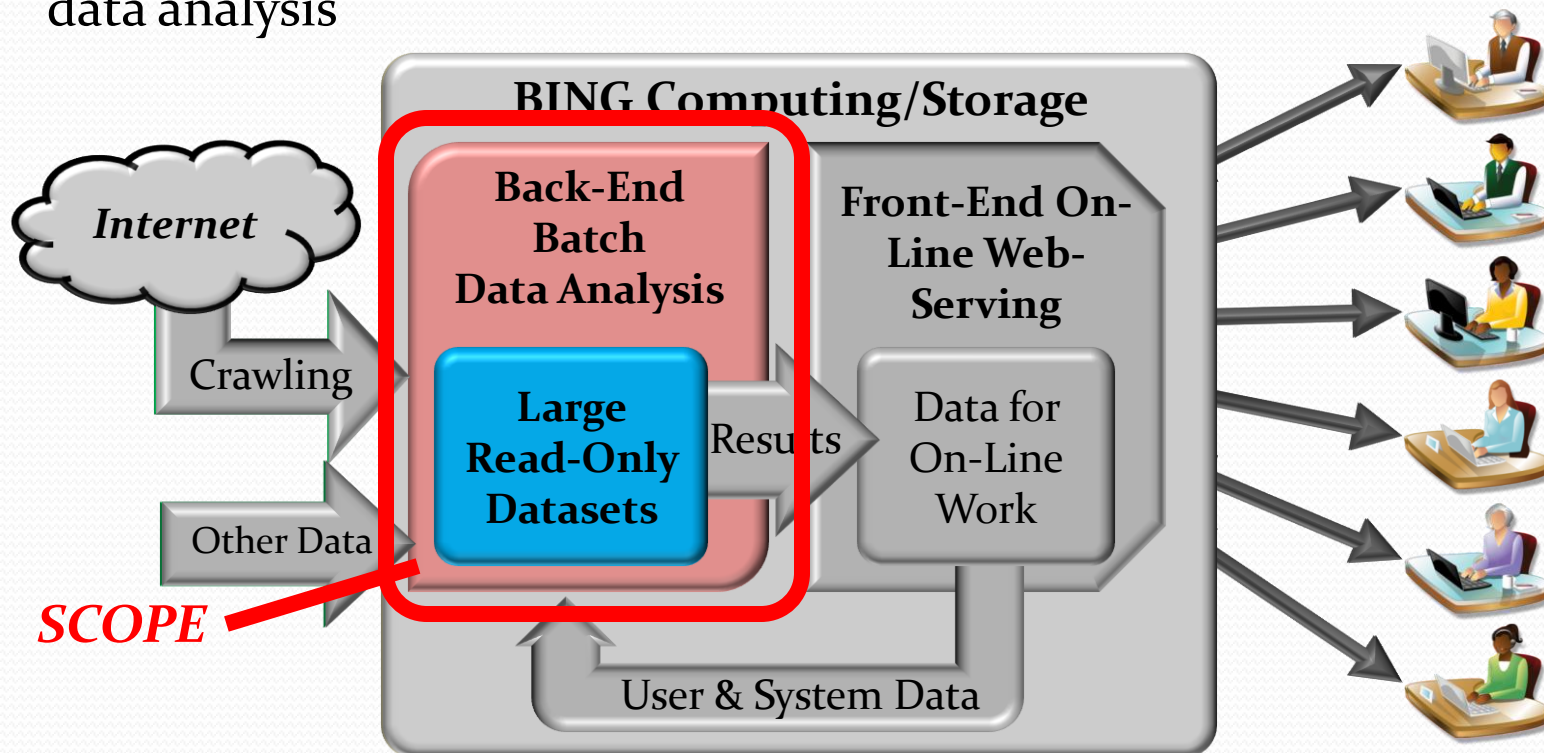 data analysis
BING Computing/Storage
Internet
Crawling
Other Data
SCOPE
Back-End
Batch
Data Analysis
Large
Read-Only
Datasets
Results
Front-End On-
Line Web-
Serving
Data for
On-Line
Work
User & System Data